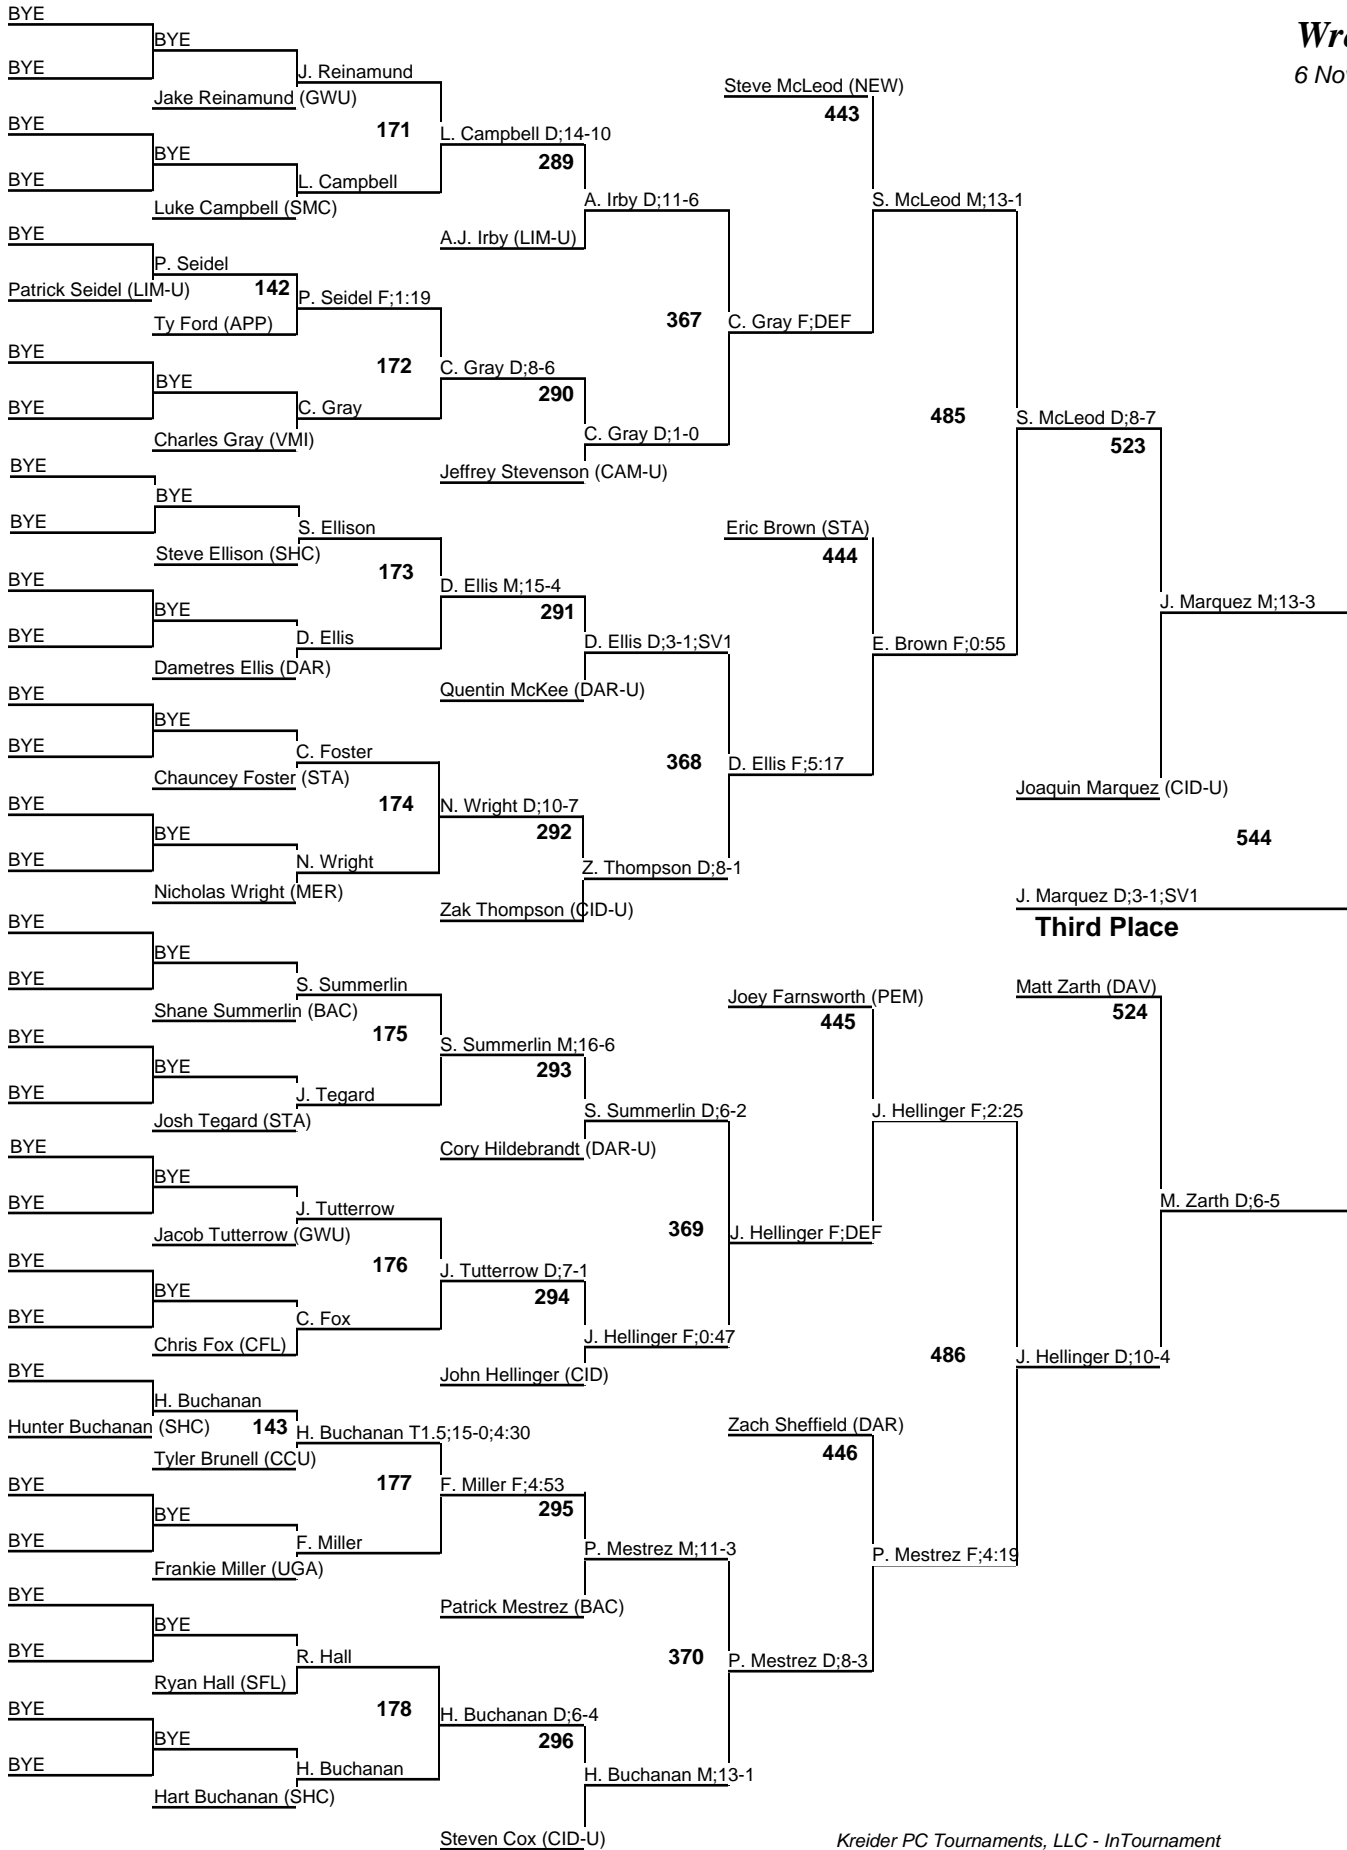 BYE
Wre
BYE
BYE
6 Nov
BYE
J. Reinamund
Steve McLeod (NEW)
Jake Reinamund (GWU)
443
BYE
171
L. Campbell D;14-10
BYE
289
BYE
L. Campbell
A. Irby D;11-6
S. McLeod M;13-1
Luke Campbell (SMC)
BYE
A.J. Irby (LIM-U)
P. Seidel
Patrick Seidel (LIM-U)
142
P. Seidel F;1:19
Ty Ford (APP)
367
C. Gray F;DEF
BYE
172
C. Gray D;8-6
BYE
290
BYE
C. Gray
485
S. McLeod D;8-7
Charles Gray (VMI)
C. Gray D;1-0
523
BYE
Jeffrey Stevenson (CAM-U)
BYE
BYE
S. Ellison
Eric Brown (STA)
Steve Ellison (SHC)
444
BYE
173
D. Ellis M;15-4
BYE
291
J. Marquez M;13-3
BYE
D. Ellis
D. Ellis D;3-1;SV1
E. Brown F;0:55
Dametres Ellis (DAR)
BYE
Quentin McKee (DAR-U)
BYE
BYE
C. Foster
368
D. Ellis F;5:17
Chauncey Foster (STA)
Joaquin Marquez (CID-U)
BYE
174
N. Wright D;10-7
BYE
292
544
BYE
N. Wright
Z. Thompson D;8-1
Nicholas Wright (MER)
J. Marquez D;3-1;SV1
BYE
Zak Thompson (CID-U)
Third Place
BYE
BYE
S. Summerlin
Matt Zarth (DAV)
Shane Summerlin (BAC)
Joey Farnsworth (PEM)
524
BYE
175
445
S. Summerlin M;16-6
BYE
293
BYE
J. Tegard
Josh Tegard (STA)
S. Summerlin D;6-2
J. Hellinger F;2:25
BYE
Cory Hildebrandt (DAR-U)
BYE
BYE
J. Tutterrow
M. Zarth D;6-5
Jacob Tutterrow (GWU)
369
J. Hellinger F;DEF
BYE
176
J. Tutterrow D;7-1
BYE
294
BYE
C. Fox
Chris Fox (CFL)
J. Hellinger F;0:47
486
J. Hellinger D;10-4
BYE
John Hellinger (CID)
H. Buchanan
Hunter Buchanan (SHC)
143
H. Buchanan T1.5;15-0;4:30
Zach Sheffield (DAR)
Tyler Brunell (CCU)
446
BYE
177
F. Miller F;4:53
BYE
295
BYE
F. Miller
P. Mestrez M;11-3
P. Mestrez F;4:19
Frankie Miller (UGA)
BYE
Patrick Mestrez (BAC)
BYE
BYE
R. Hall
370
P. Mestrez D;8-3
Ryan Hall (SFL)
BYE
178
H. Buchanan D;6-4
BYE
296
BYE
H. Buchanan
H. Buchanan M;13-1
Hart Buchanan (SHC)
Steven Cox (CID-U)
Kreider PC Tournaments, LLC - InTournament